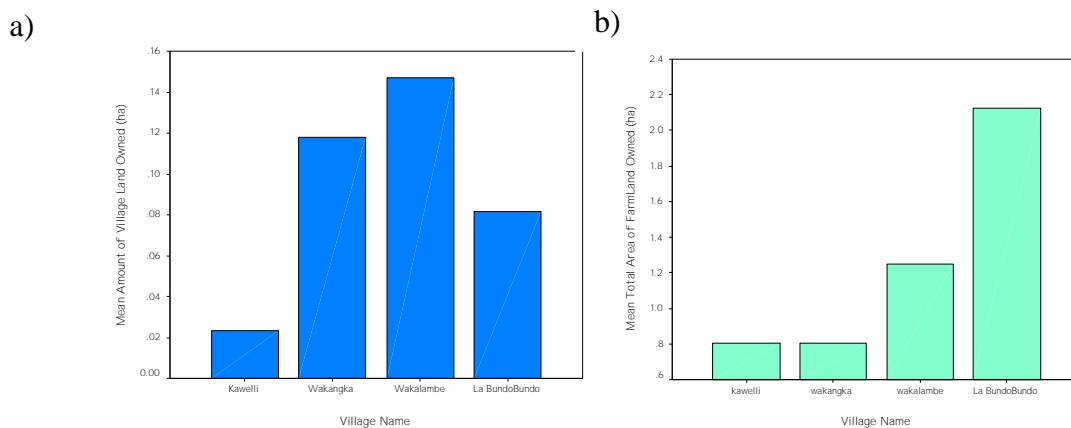 a)
.16
.14
.12
.10
.08
.06
.04
.02
0.00
Mean Amount of Village Land Owned (ha)
Kawelli Wakangka Wakalambe La BundoBundo
Village Name
b)
2.4
2.2
2.0
1.8
1.6
1.4
1.2
1.0
.8
.6
Mean Total Area of FarmLand Owned (ha)
kawelli wakangka wakalambe La BundoBundo
Village Name